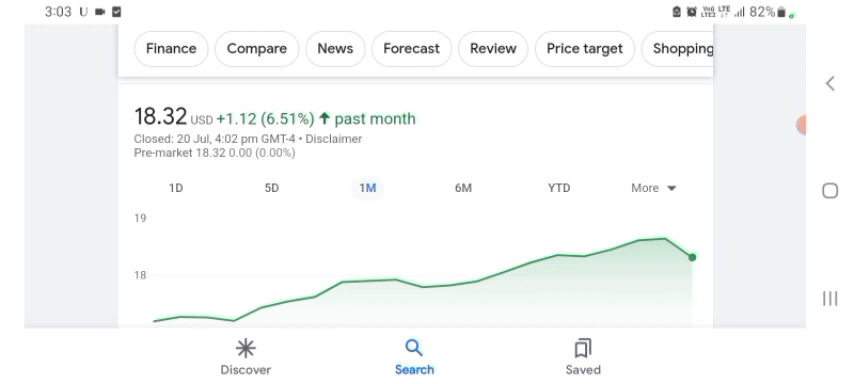 3:03 U 82%
Finance Compare News Forecast Review Price target Shopping
18.32 USD +1.12 (6.51%) ↑ past month
Closed: 20 Jul, 4:02 pm GMT-4 • Disclaimer
Pre-market 18.32 0.00 (0.00%)
1D 5D 1M 6M YTD More
19
18
Discover Search Saved